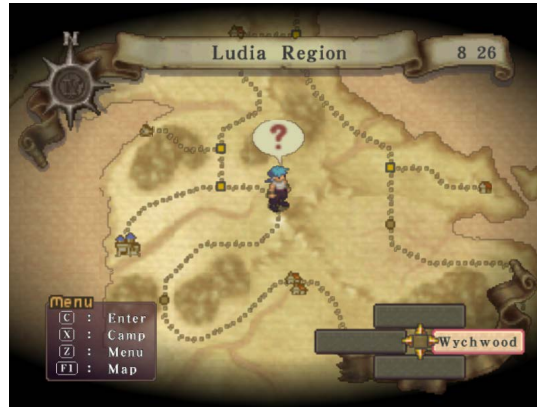 N
Ludia Region
8 26
?
menu
C : Enter
X : Camp
Z : Menu
F1 : Map
Wychwood